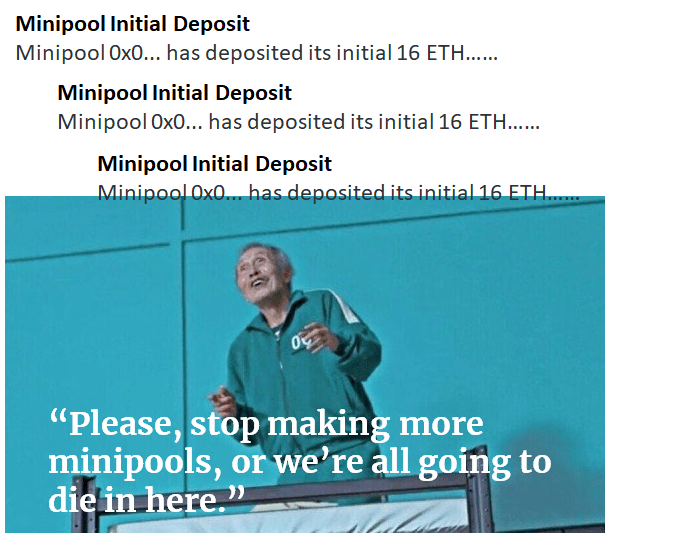 Minipool Initial Deposit
Minipool 0x0... has deposited its initial 16 ETH......
Minipool Initial Deposit
Minipool 0x0... has deposited its initial 16 ETH......
Minipool Initial Deposit
Minipool 0x0... has deposited its initial 16 ETH......
“Please, stop making more
minipools, or we’re all going to
die in here.”